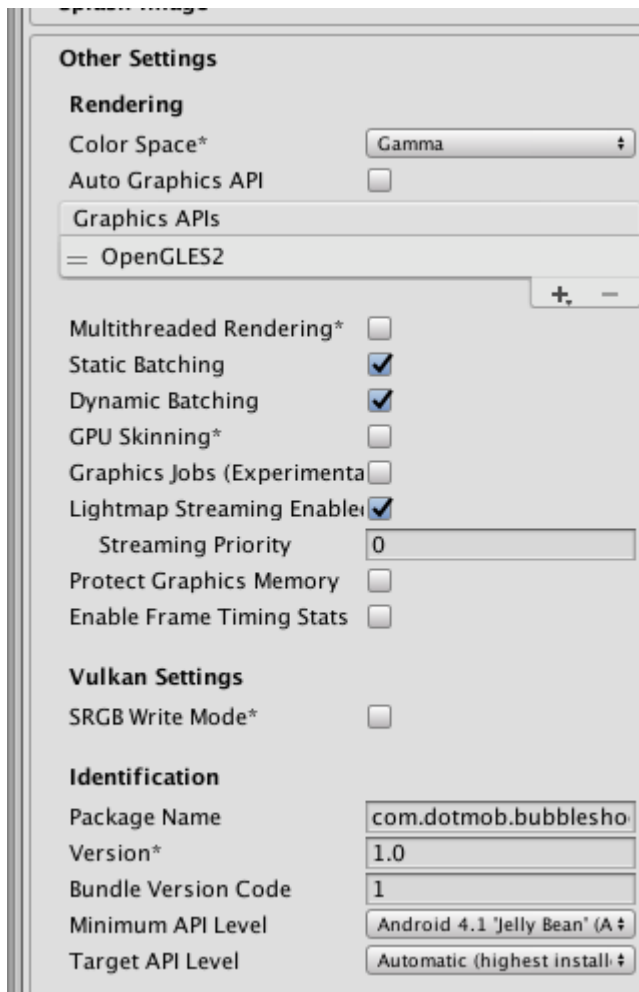 Other Settings
Rendering
Color Space* Gamma
Auto Graphics API
Graphics APIs
= OpenGLES2
+ −
Multithreaded Rendering*
Static Batching
Dynamic Batching
GPU Skinning*
Graphics Jobs (Experimenta
Lightmap Streaming Enable
Streaming Priority 0
Protect Graphics Memory
Enable Frame Timing Stats
Vulkan Settings
SRGB Write Mode*
Identification
Package Name com.dotmob.bubblesho
Version* 1.0
Bundle Version Code 1
Minimum API Level Android 4.1 'Jelly Bean' (A
Target API Level Automatic (highest install